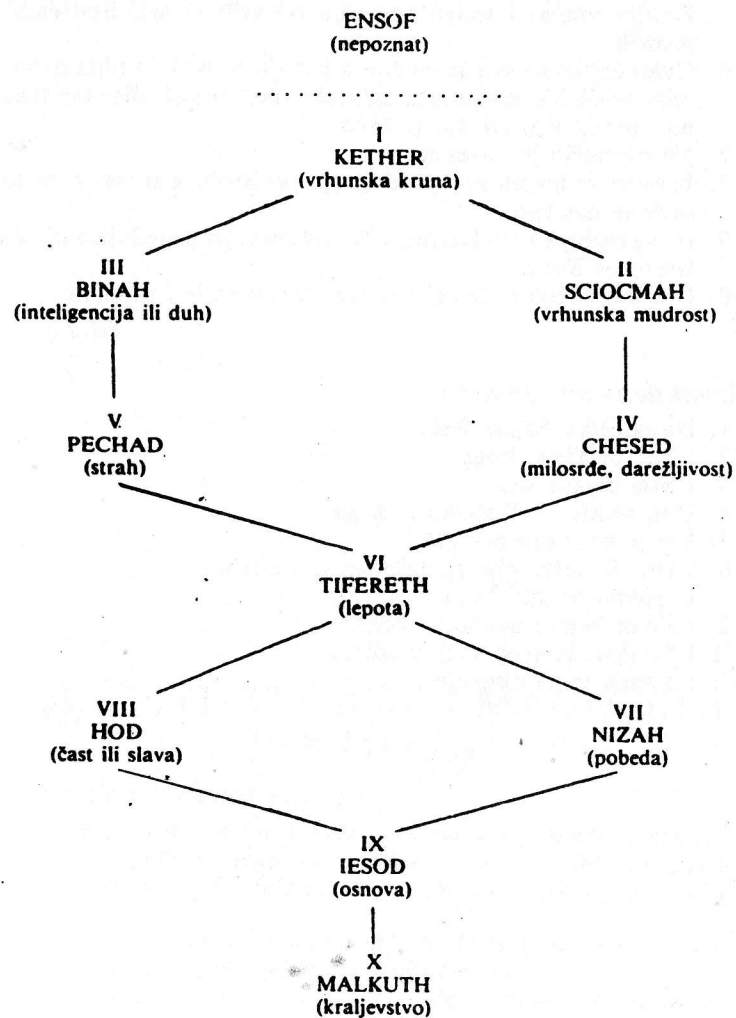 ENSOF
(nepoznat)
I
KETHER
(vrhunska kruna)
III
BINAH
(inteligencija ili duh)
II
SCIOCMAH
(vrhunska mudrost)
V
PECHAD
(strah)
IV
CHESED
(milosrđe, darežljivost)
VI
TIFERETH
(lepota)
VIII
HOD
(čast ili slava)
VII
NIZAH
(pobeda)
IX
IESOD
(osnova)
X
MALKUTH
(kraljevstvo)